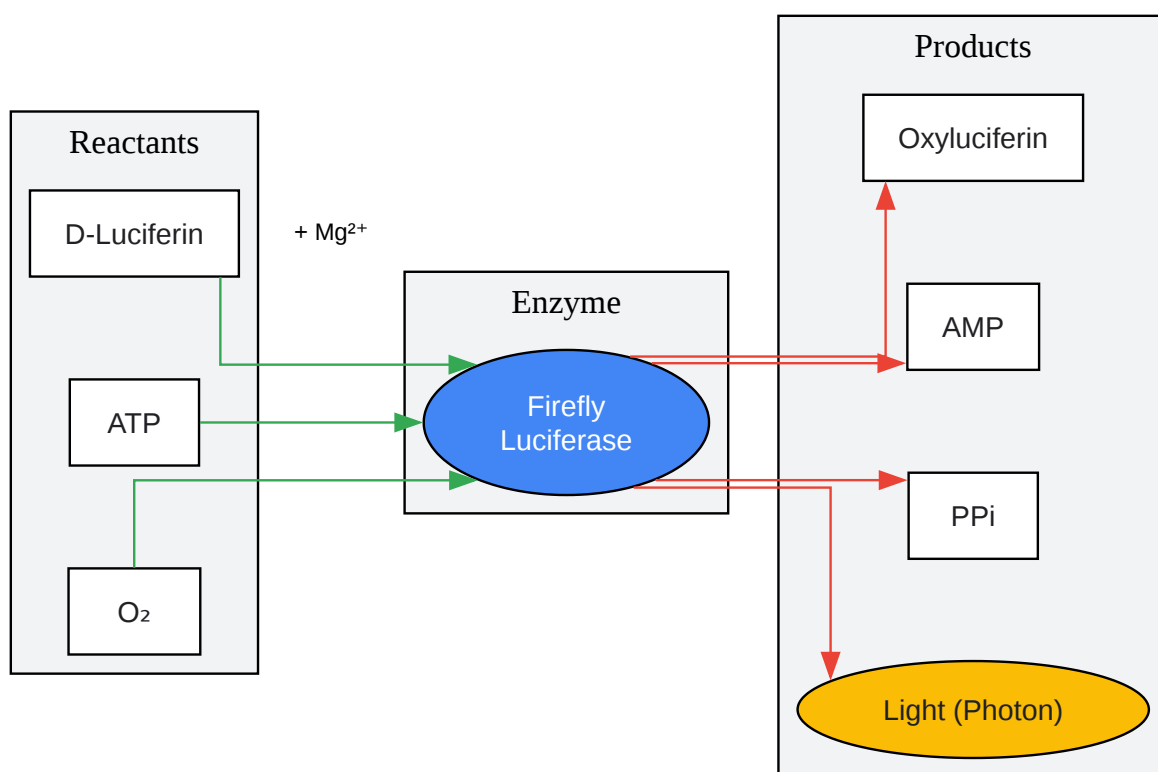 Reactants
D-Luciferin
ATP
O₂
+ Mg²⁺
Enzyme
Firefly
Luciferase
Products
Oxyluciferin
AMP
PPi
Light (Photon)